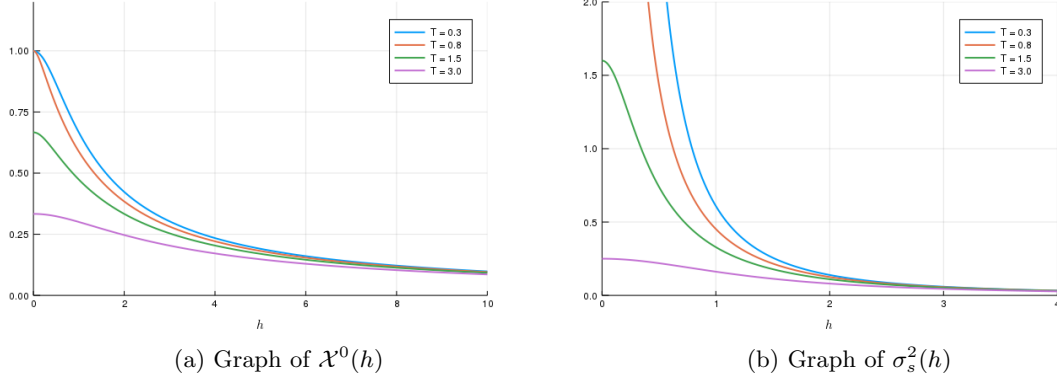 1.00
0.75
0.50
0.25
0.00
0
2
4
6
8
10
h
T = 0.3
T = 0.8
T = 1.5
T = 3.0
(a) Graph of 𝒳⁰(h)
2.0
1.5
1.0
0.5
0.0
0
1
2
3
4
h
T = 0.3
T = 0.8
T = 1.5
T = 3.0
(b) Graph of σ²ₛ(h)